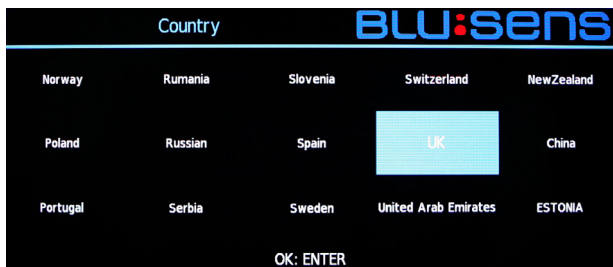 Country BLU:sens
Norway Rumania Slovenia Switzerland NewZealand
Poland Russian Spain UK China
Portugal Serbia Sweden United Arab Emirates ESTONIA
OK: ENTER